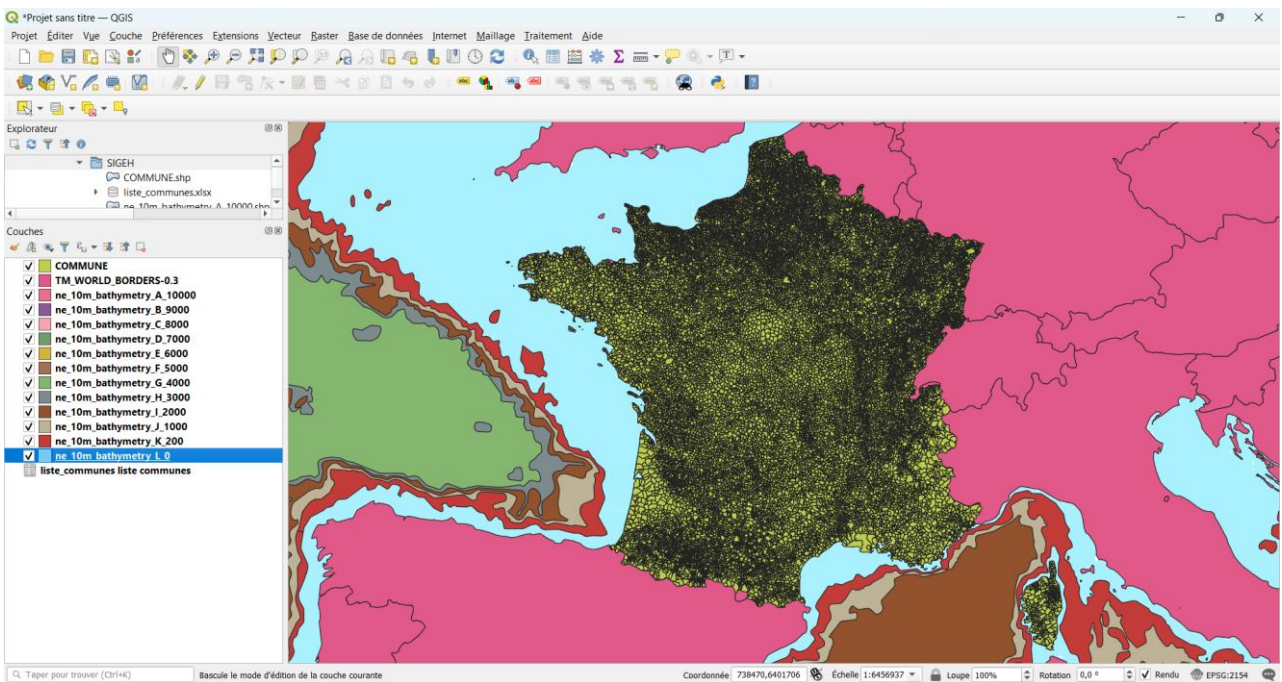 *Projet sans titre — QGIS
Projet Éditer Vue Couche Préférences Extensions Vecteur Raster Base de données Internet Maillage Traitement Aide
Explorateur
SIGEH
COMMUNE.shp
liste_communes.xlsx
ne_10m_bathymetry_A_10000.shp
Couches
COMMUNE
TM_WORLD_BORDERS-0.3
ne_10m_bathymetry_A_10000
ne_10m_bathymetry_B_9000
ne_10m_bathymetry_C_8000
ne_10m_bathymetry_D_7000
ne_10m_bathymetry_E_6000
ne_10m_bathymetry_F_5000
ne_10m_bathymetry_G_4000
ne_10m_bathymetry_H_3000
ne_10m_bathymetry_I_2000
ne_10m_bathymetry_J_1000
ne_10m_bathymetry_K_200
ne_10m_bathymetry_L_0
liste_communes liste communes
Taper pour trouver (Ctrl+K) Bascule le mode d'édition de la couche courante Coordonnée 738470,6401706 Échelle 1:6456937 Loupe 100% Rotation 0,0 ° Rendu EPSG:2154